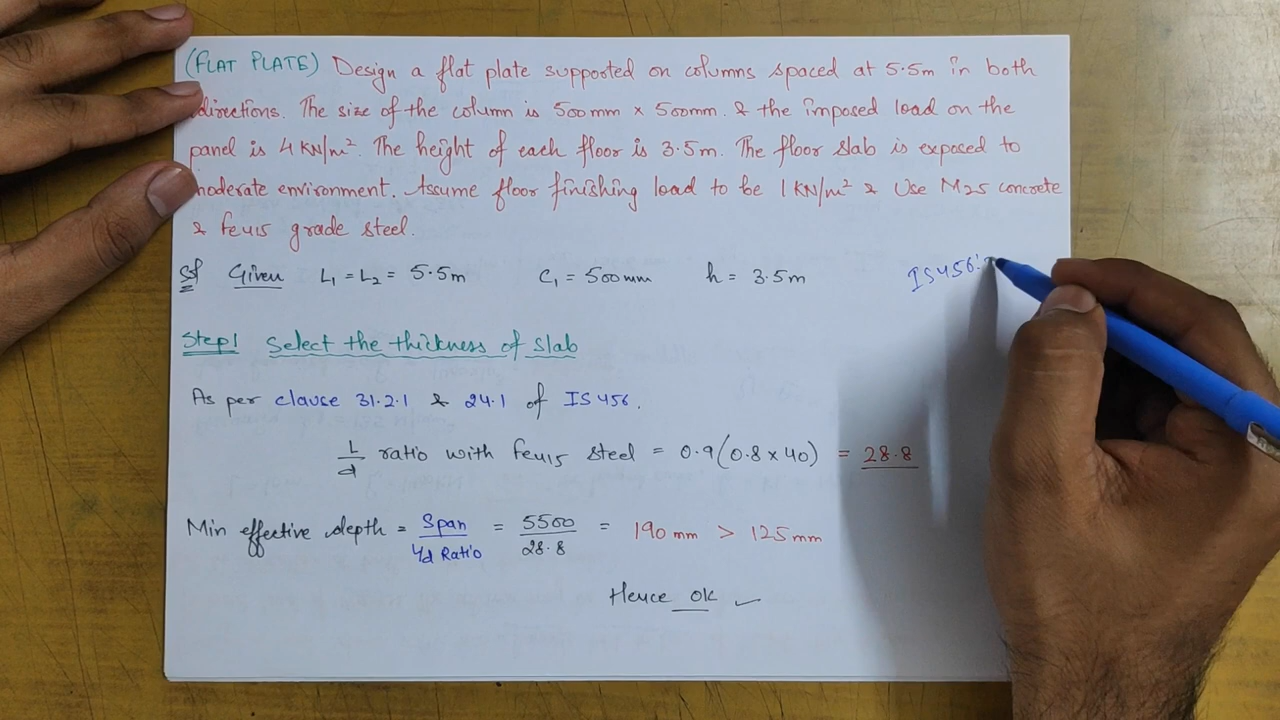 (FLAT PLATE) Design a flat plate supported on columns spaced at 5.5m in both
directions. The size of the column is 500mm x 500mm. & the imposed load on the
panel is 4 KN/m². The height of each floor is 3.5m. The floor slab is exposed to
moderate environment. Assume floor finishing load to be 1 KN/m² & Use M25 concrete
& fe415 grade steel.
Sol Given L₁ = L₂ = 5.5m C₁ = 500mm h = 3.5m IS456:
Step1 Select the thickness of Slab
As per clause 31.2.1 & 24.1 of IS 456.
L/d ratio with fe415 steel = 0.9(0.8 x 40) = 28.8
Min effective depth = Span / L/d Ratio = 5500 / 28.8 = 190 mm > 125 mm
Hence ok ✓